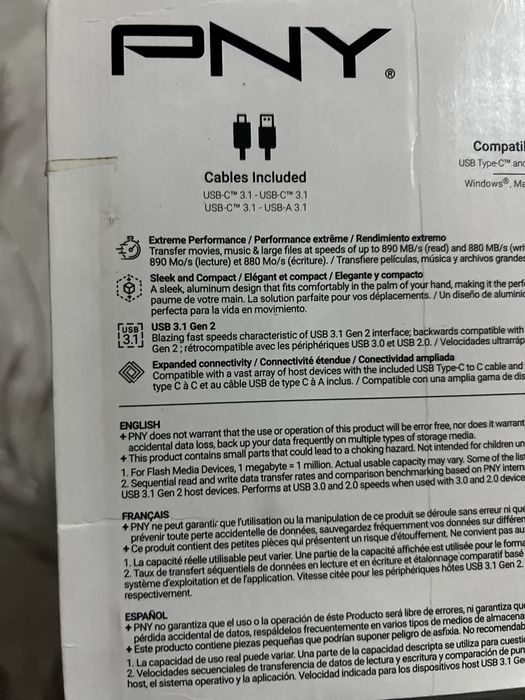 PNY®
Cables Included
USB-C™ 3.1 - USB-C™ 3.1
USB-C™ 3.1 - USB-A 3.1
Compatil
USB Type-C™ and
Windows®, Ma
Extreme Performance / Performance extrême / Rendimiento extremo
Transfer movies, music & large files at speeds of up to 890 MB/s (read) and 880 MB/s (wri
890 Mo/s (lecture) et 880 Mo/s (écriture). / Transfiere películas, música y archivos grandes
Sleek and Compact / Elégant et compact / Elegante y compacto
A sleek, aluminum design that fits comfortably in the palm of your hand, making it the perf
paume de votre main. La solution parfaite pour vos déplacements. / Un diseño de alumini
perfecta para la vida en movimiento.
USB
3.1
USB 3.1 Gen 2
Blazing fast speeds characteristic of USB 3.1 Gen 2 interface; backwards compatible with
Gen 2 ; rétrocompatible avec les périphériques USB 3.0 et USB 2.0. / Velocidades ultrarráp
Expanded connectivity / Connectivité étendue / Conectividad ampliada
Compatible with a vast array of host devices with the included USB Type-C to C cable and
type C à C et au câble USB de type C à A inclus. / Compatible con una amplia gama de dis
ENGLISH
+ PNY does not warrant that the use or operation of this product will be error free, nor does it warrant
accidental data loss, back up your data frequently on multiple types of storage media.
+ This product contains small parts that could lead to a choking hazard. Not intended for children un
1. For Flash Media Devices, 1 megabyte = 1 million. Actual usable capacity may vary. Some of the list
2. Sequential read and write data transfer rates and comparison benchmarking based on PNY intern
USB 3.1 Gen 2 host devices. Performs at USB 3.0 and 2.0 speeds when used with 3.0 and 2.0 device
FRANÇAIS
+ PNY ne peut garantir que l'utilisation ou la manipulation de ce produit se déroule sans erreur ni que
prévenir toute perte accidentelle de données, sauvegardez fréquemment vos données sur différen
+ Ce produit contient des petites pièces qui présentent un risque d'étouffement. Ne convient pas au
1. La capacité réelle utilisable peut varier. Une partie de la capacité affichée est utilisée pour le forma
2. Taux de transfert séquentiels de données en lecture et en écriture et étalonnage comparatif basé
système d'exploitation et de l'application. Vitesse citée pour les périphériques hôtes USB 3.1 Gen 2.
respectivement.
ESPAÑOL
+ PNY no garantiza que el uso o la operación de éste Producto será libre de errores, ni garantiza que
pérdida accidental de datos, respáldelos frecuentemente en varios tipos de medios de almacena
+ Este producto contiene piezas pequeñas que podrían suponer peligro de asfixia. No recomendab
1. La capacidad de uso real puede variar. Una parte de la capacidad descripta se utiliza para cuestio
2. Velocidades secuenciales de transferencia de datos de lectura y escritura y comparación de pun
host, el sistema operativo y la aplicación. Velocidad indicada para los dispositivos host USB 3.1 Ge